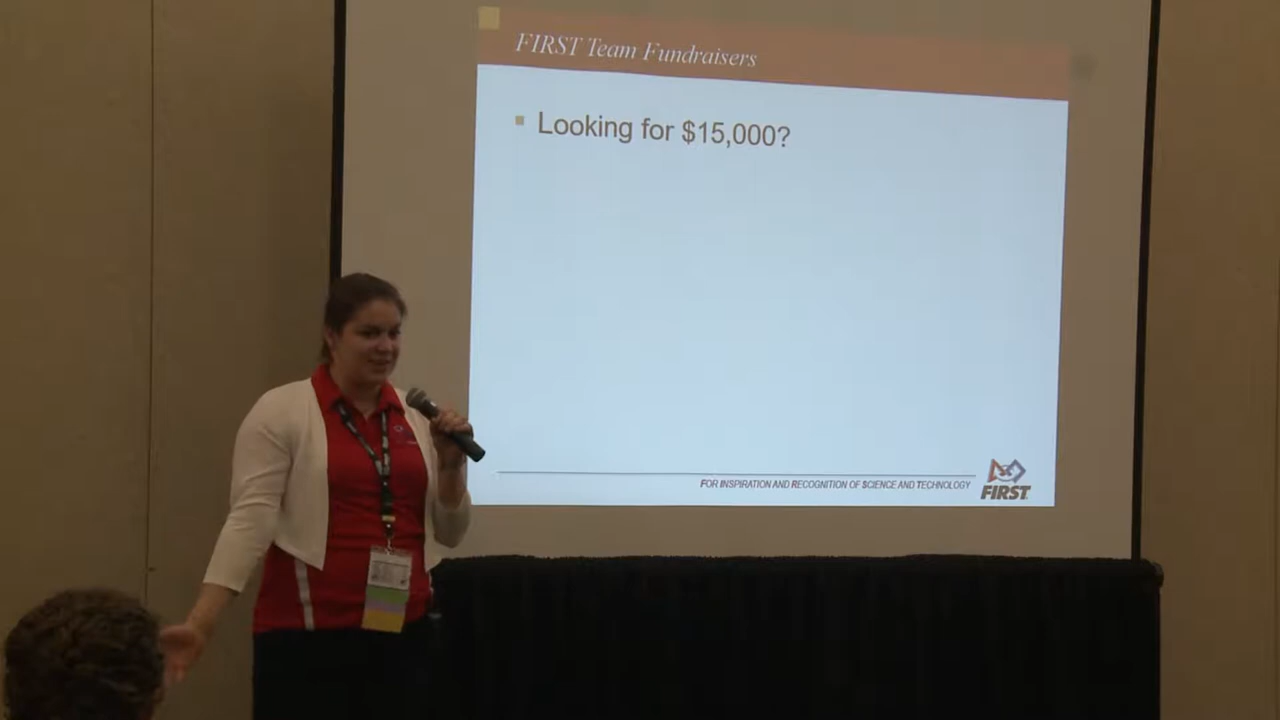 FIRST Team Fundraisers
Looking for $15,000?
FOR INSPIRATION AND RECOGNITION OF SCIENCE AND TECHNOLOGY
FIRST